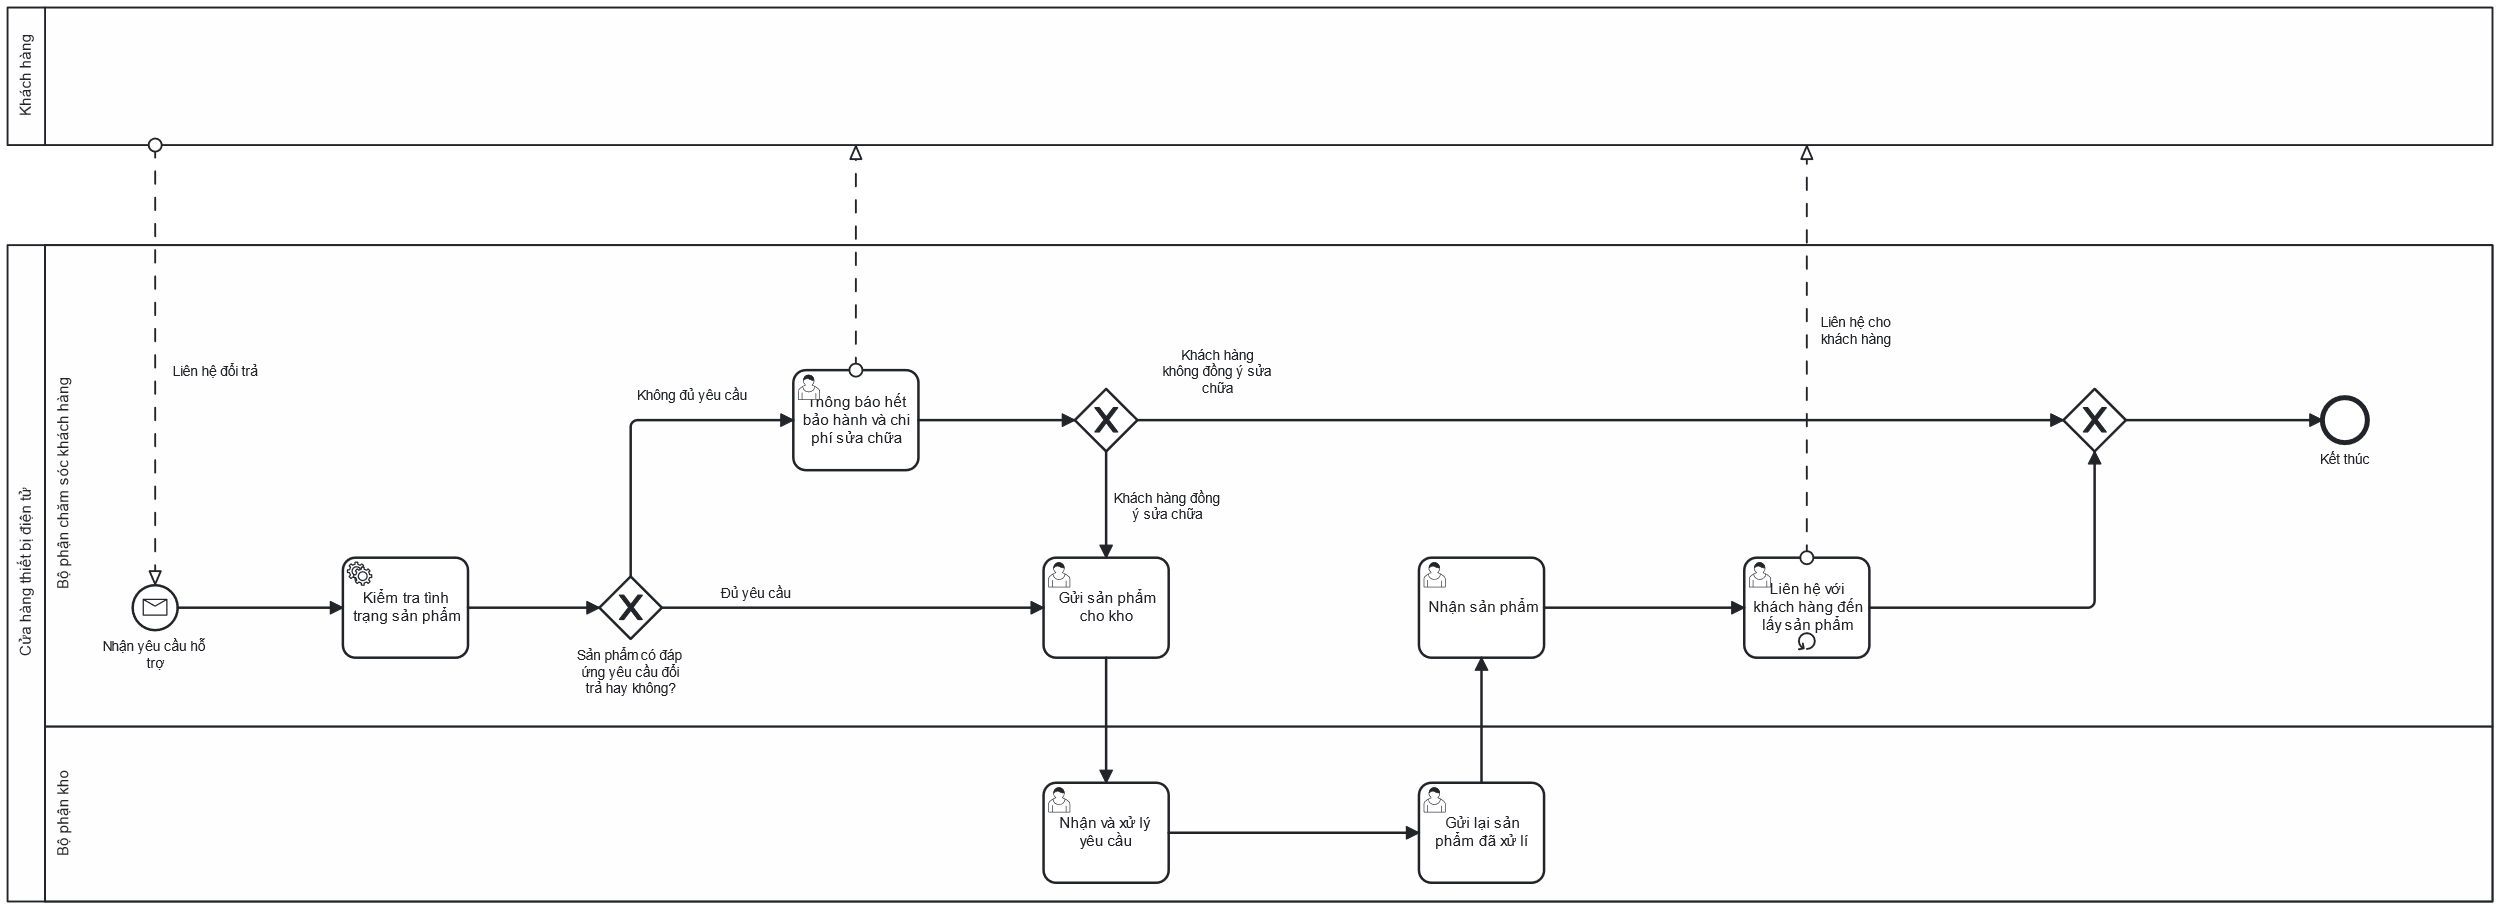 Khách hàng
Liên hệ đổi trả
Cửa hàng thiết bị điện tử
Bộ phận chăm sóc khách hàng
Nhận yêu cầu hỗ
trợ
Kiểm tra tình
trạng sản phẩm
Sản phẩm có đáp
ứng yêu cầu đổi
trả hay không?
Không đủ yêu cầu
Đủ yêu cầu
Thông báo hết
bảo hành và chi
phí sửa chữa
Khách hàng
không đồng ý sửa
chữa
Khách hàng đồng
ý sửa chữa
Gửi sản phẩm
cho kho
Nhận sản phẩm
Liên hệ với
khách hàng đến
lấy sản phẩm
Liên hệ cho
khách hàng
Kết thúc
Bộ phận kho
Nhận và xử lý
yêu cầu
Gửi lại sản
phẩm đã xử lí